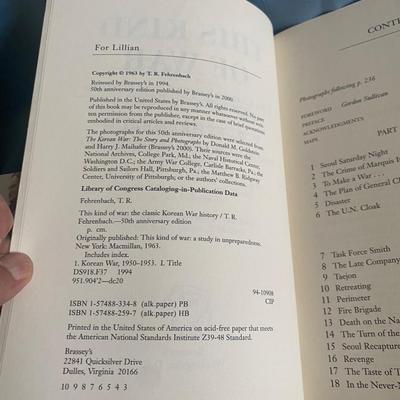 For Lillian
Copyright © 1963 by T. R. Fehrenbach
Reissued by Brassey's in 1994
50th anniversary edition published by Brassey's in 2000
Published in the United States by Brassey's. All rights reserved. No part
of this book may be reproduced in any manner whatsoever without writ-
ten permission from the publisher, except in the case of brief quotations
embodied in critical articles and reviews.
The photographs for this 50th anniversary edition were selected from
The Korean War: The Story and Photographs by Donald M. Goldstein
and Harry J. Maihafer (Brassey's 2000). Their sources were the
National Archives, College Park, Md., the Naval Historical Center,
Washington D.C.; the Army War College, Carlisle Barracks, Pa., the
Soldiers and Sailors Hall, Pittsburgh, Pa., the Matthew B. Ridgway
Center, University of Pittsburgh; or the authors' collections.
Library of Congress Cataloging-in-Publication Data
Fehrenbach, T. R.
This kind of war: the classic Korean War history / T. R.
Fehrenbach.—50th anniversary edition
p. cm.
Originally published: This kind of war: a study in unpreparedness.
New York: Macmillan, 1963.
Includes index.
1. Korean War, 1950–1953. I. Title
DS918.F37 1994
951.904'2—dc20
94-10908
CIP
ISBN 1-57488-334-8 (alk. paper) PB
ISBN 1-57488-259-7 (alk. paper) HB
Printed in the United States of America on acid-free paper that meets
the American National Standards Institute Z39-48 Standard.
Brassey's
22841 Quicksilver Drive
Dulles, Virginia 20166
10 9 8 7 6 5 4 3
CONTE
Photographs following p. 236
FOREWORD Gordon Sullivan
PREFACE
ACKNOWLEDGMENTS
MAPS
PART
1 Seoul Saturday Night
2 The Crime of Marquis I
3 To Make a War . . .
4 The Plan of General C
5 Disaster
6 The U.N. Cloak
7 Task Force Smith
8 The Late Company
9 Taejon
10 Retreating
11 Perimeter
12 Fire Brigade
13 Death on the Na
14 The Turn of the
15 Seoul Recapture
16 Revenge
17 The Taste of T
18 In the Never-N